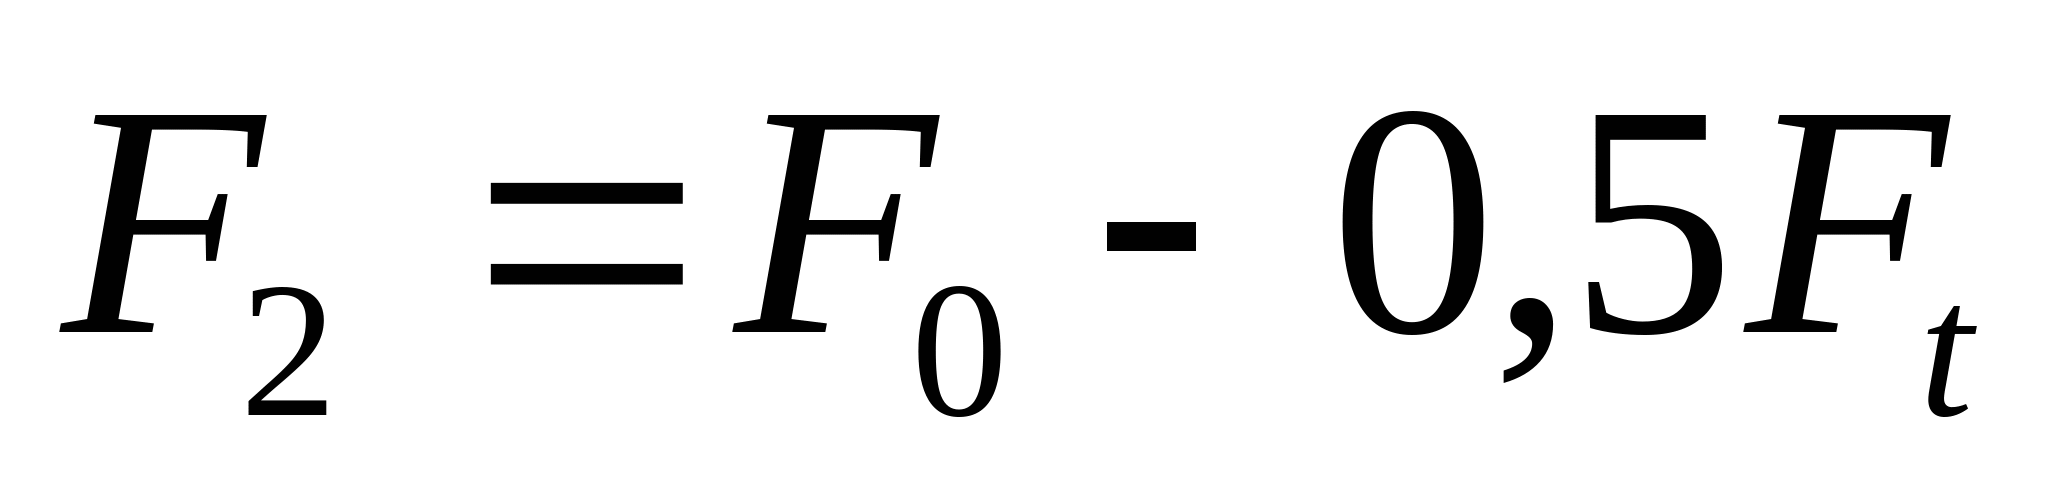 F₂ = F₀ - 0,5Fₜ